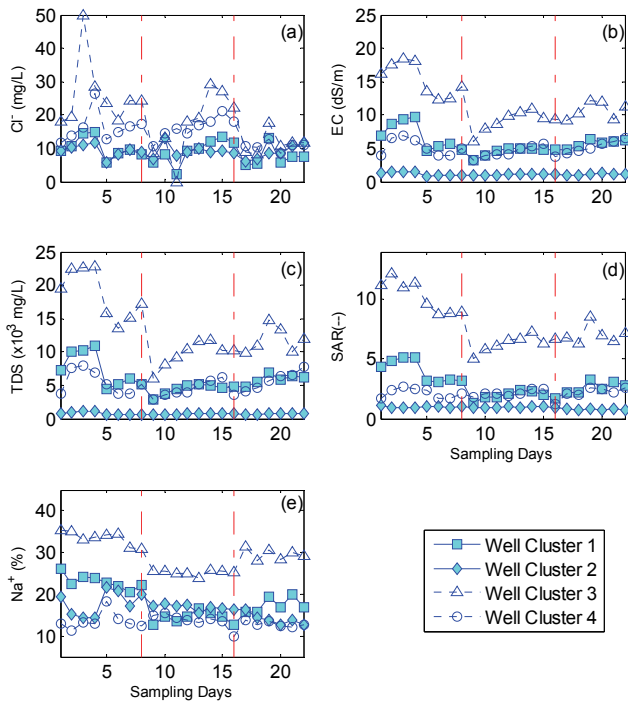 (a)
50
40
30
20
10
0
Cl⁻ (mg/L)
5 10 15 20
(b)
25
20
15
10
5
0
EC (dS/m)
5 10 15 20
(c)
25
20
15
10
5
0
TDS (x10³ mg/L)
5 10 15 20
(d)
10
5
0
SAR(--)
5 10 15 20
Sampling Days
(e)
40
30
20
10
Na⁺ (%)
5 10 15 20
Sampling Days
Well Cluster 1
Well Cluster 2
Well Cluster 3
Well Cluster 4